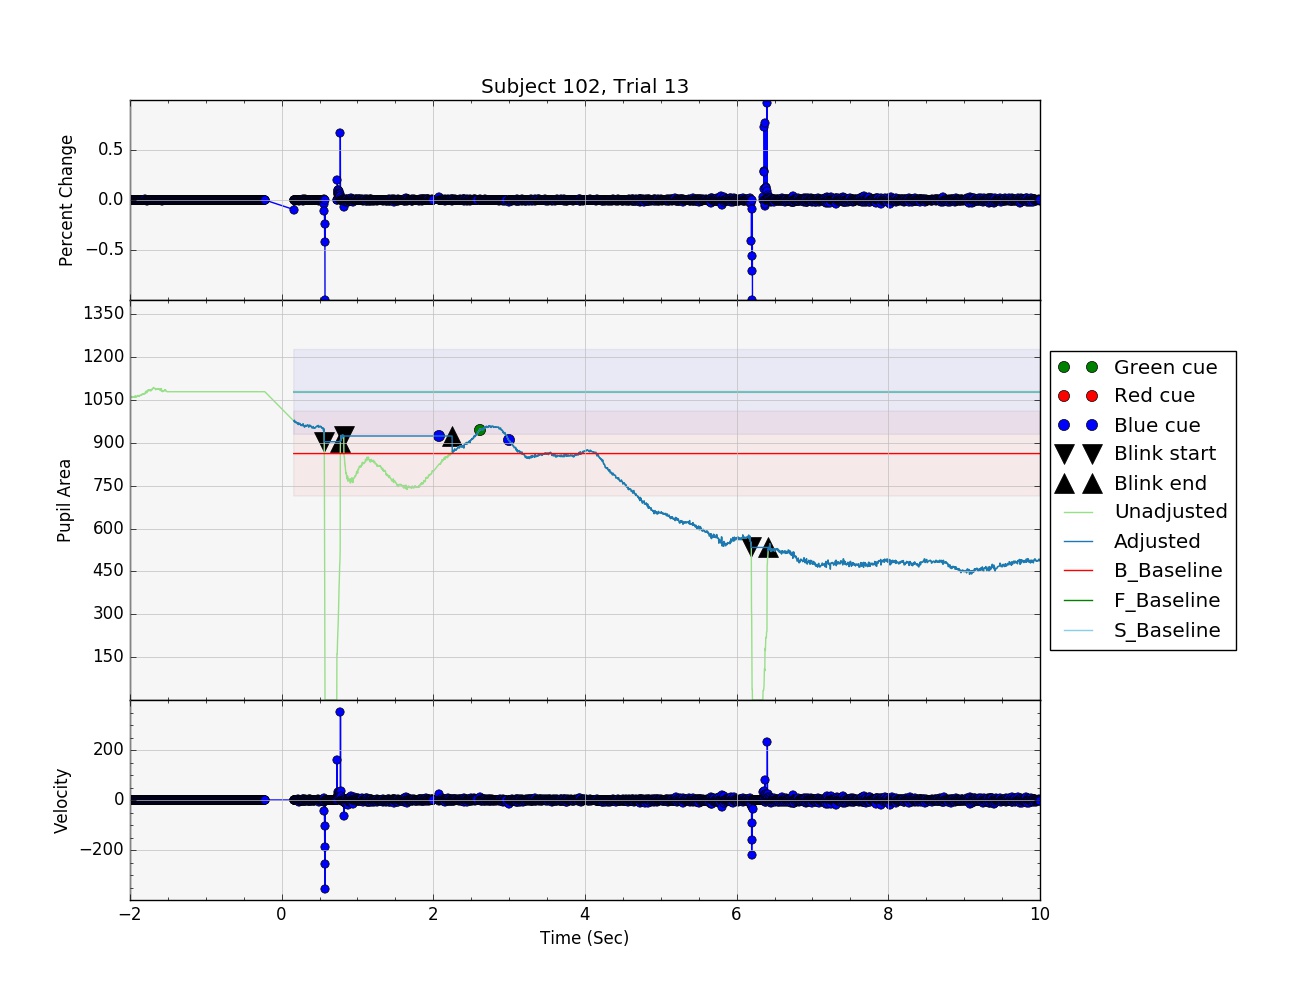 Subject 102, Trial 13
Percent Change
0.5
0.0
−0.5
Pupil Area
1350
1200
1050
900
750
600
450
300
150
Velocity
200
0
−200
−2
0
2
4
6
8
10
Time (Sec)
Green cue
Red cue
Blue cue
Blink start
Blink end
Unadjusted
Adjusted
B_Baseline
F_Baseline
S_Baseline